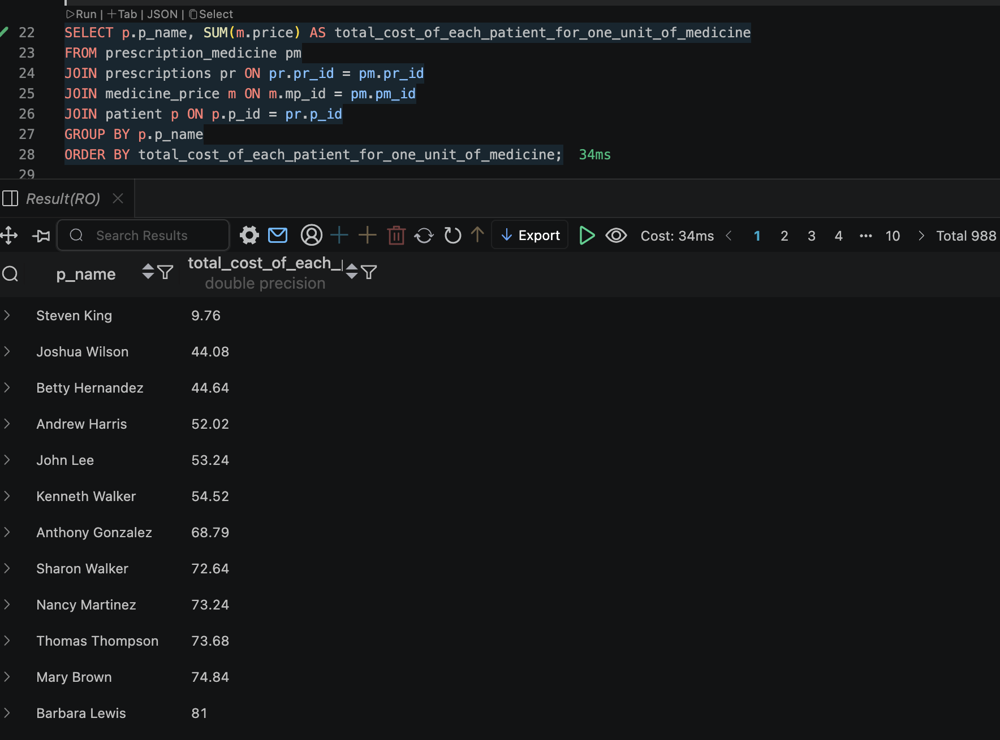 Run | Tab | JSON | Select
22 SELECT p.p_name, SUM(m.price) AS total_cost_of_each_patient_for_one_unit_of_medicine
23 FROM prescription_medicine pm
24 JOIN prescriptions pr ON pr.pr_id = pm.pr_id
25 JOIN medicine_price m ON m.mp_id = pm.pm_id
26 JOIN patient p ON p.p_id = pr.p_id
27 GROUP BY p.p_name
28 ORDER BY total_cost_of_each_patient_for_one_unit_of_medicine; 34ms
29
Result(RO)
Search Results Export Cost: 34ms 1 2 3 4 ••• 10 Total 988
p_name total_cost_of_each_
double precision
Steven King 9.76
Joshua Wilson 44.08
Betty Hernandez 44.64
Andrew Harris 52.02
John Lee 53.24
Kenneth Walker 54.52
Anthony Gonzalez 68.79
Sharon Walker 72.64
Nancy Martinez 73.24
Thomas Thompson 73.68
Mary Brown 74.84
Barbara Lewis 81